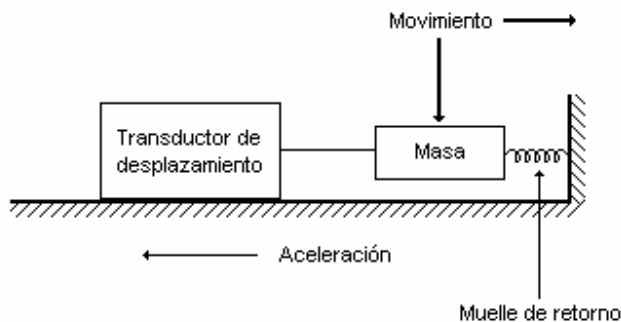 Movimiento
Transductor de
desplazamiento
Masa
Aceleración
Muelle de retorno